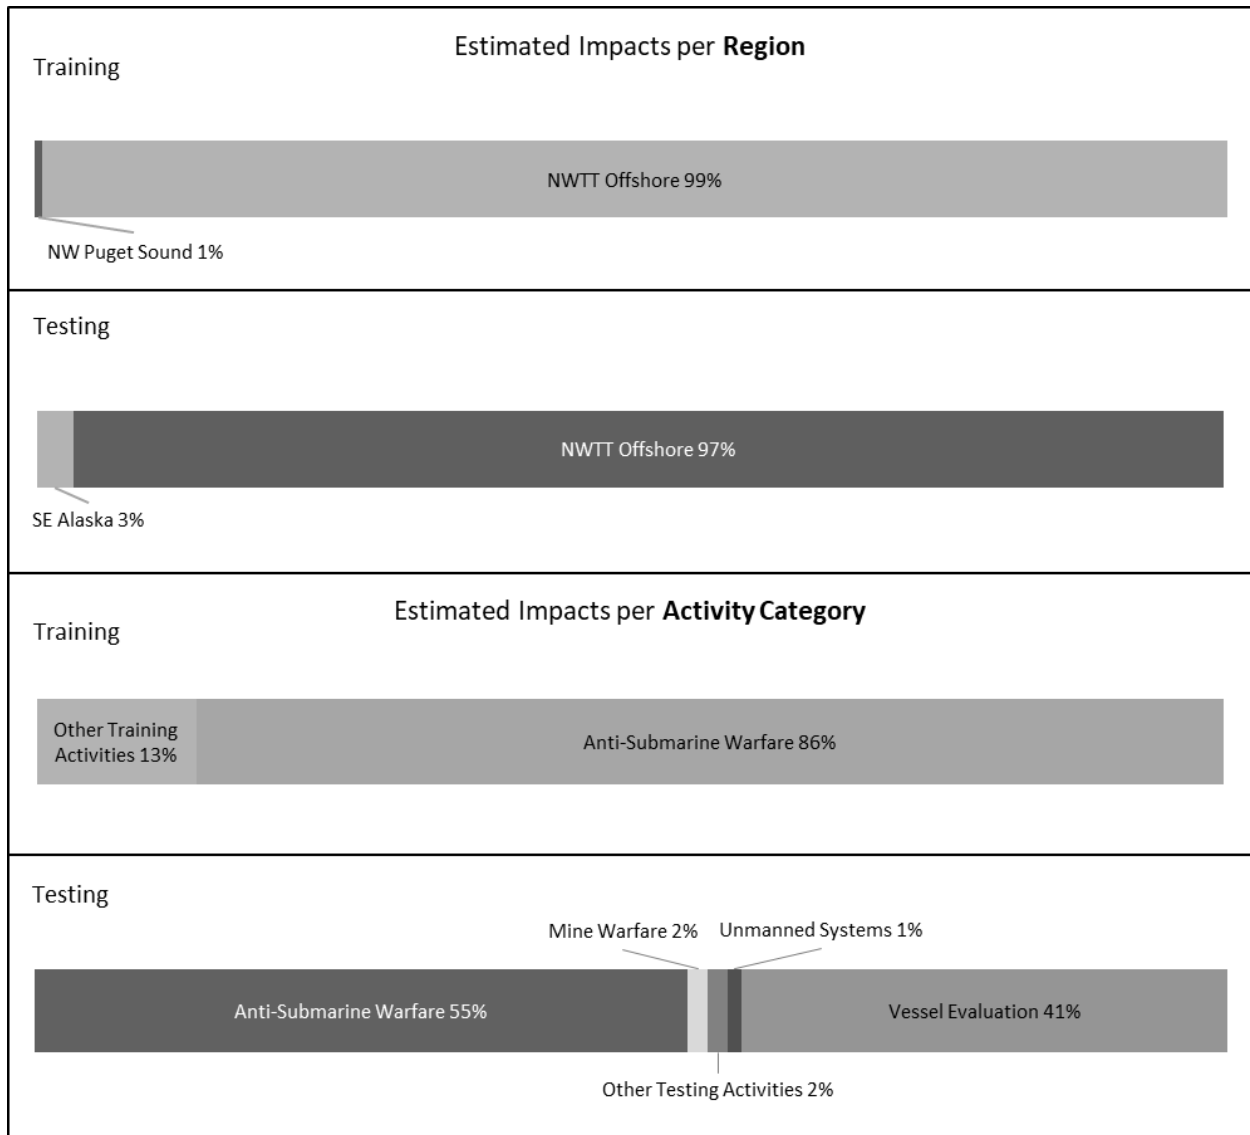 Estimated Impacts per Region
Training
NWTT Offshore 99%
NW Puget Sound 1%
Testing
NWTT Offshore 97%
SE Alaska 3%
Estimated Impacts per Activity Category
Training
Other Training
Activities 13%
Anti-Submarine Warfare 86%
Testing
Mine Warfare 2%
Unmanned Systems 1%
Anti-Submarine Warfare 55%
Vessel Evaluation 41%
Other Testing Activities 2%